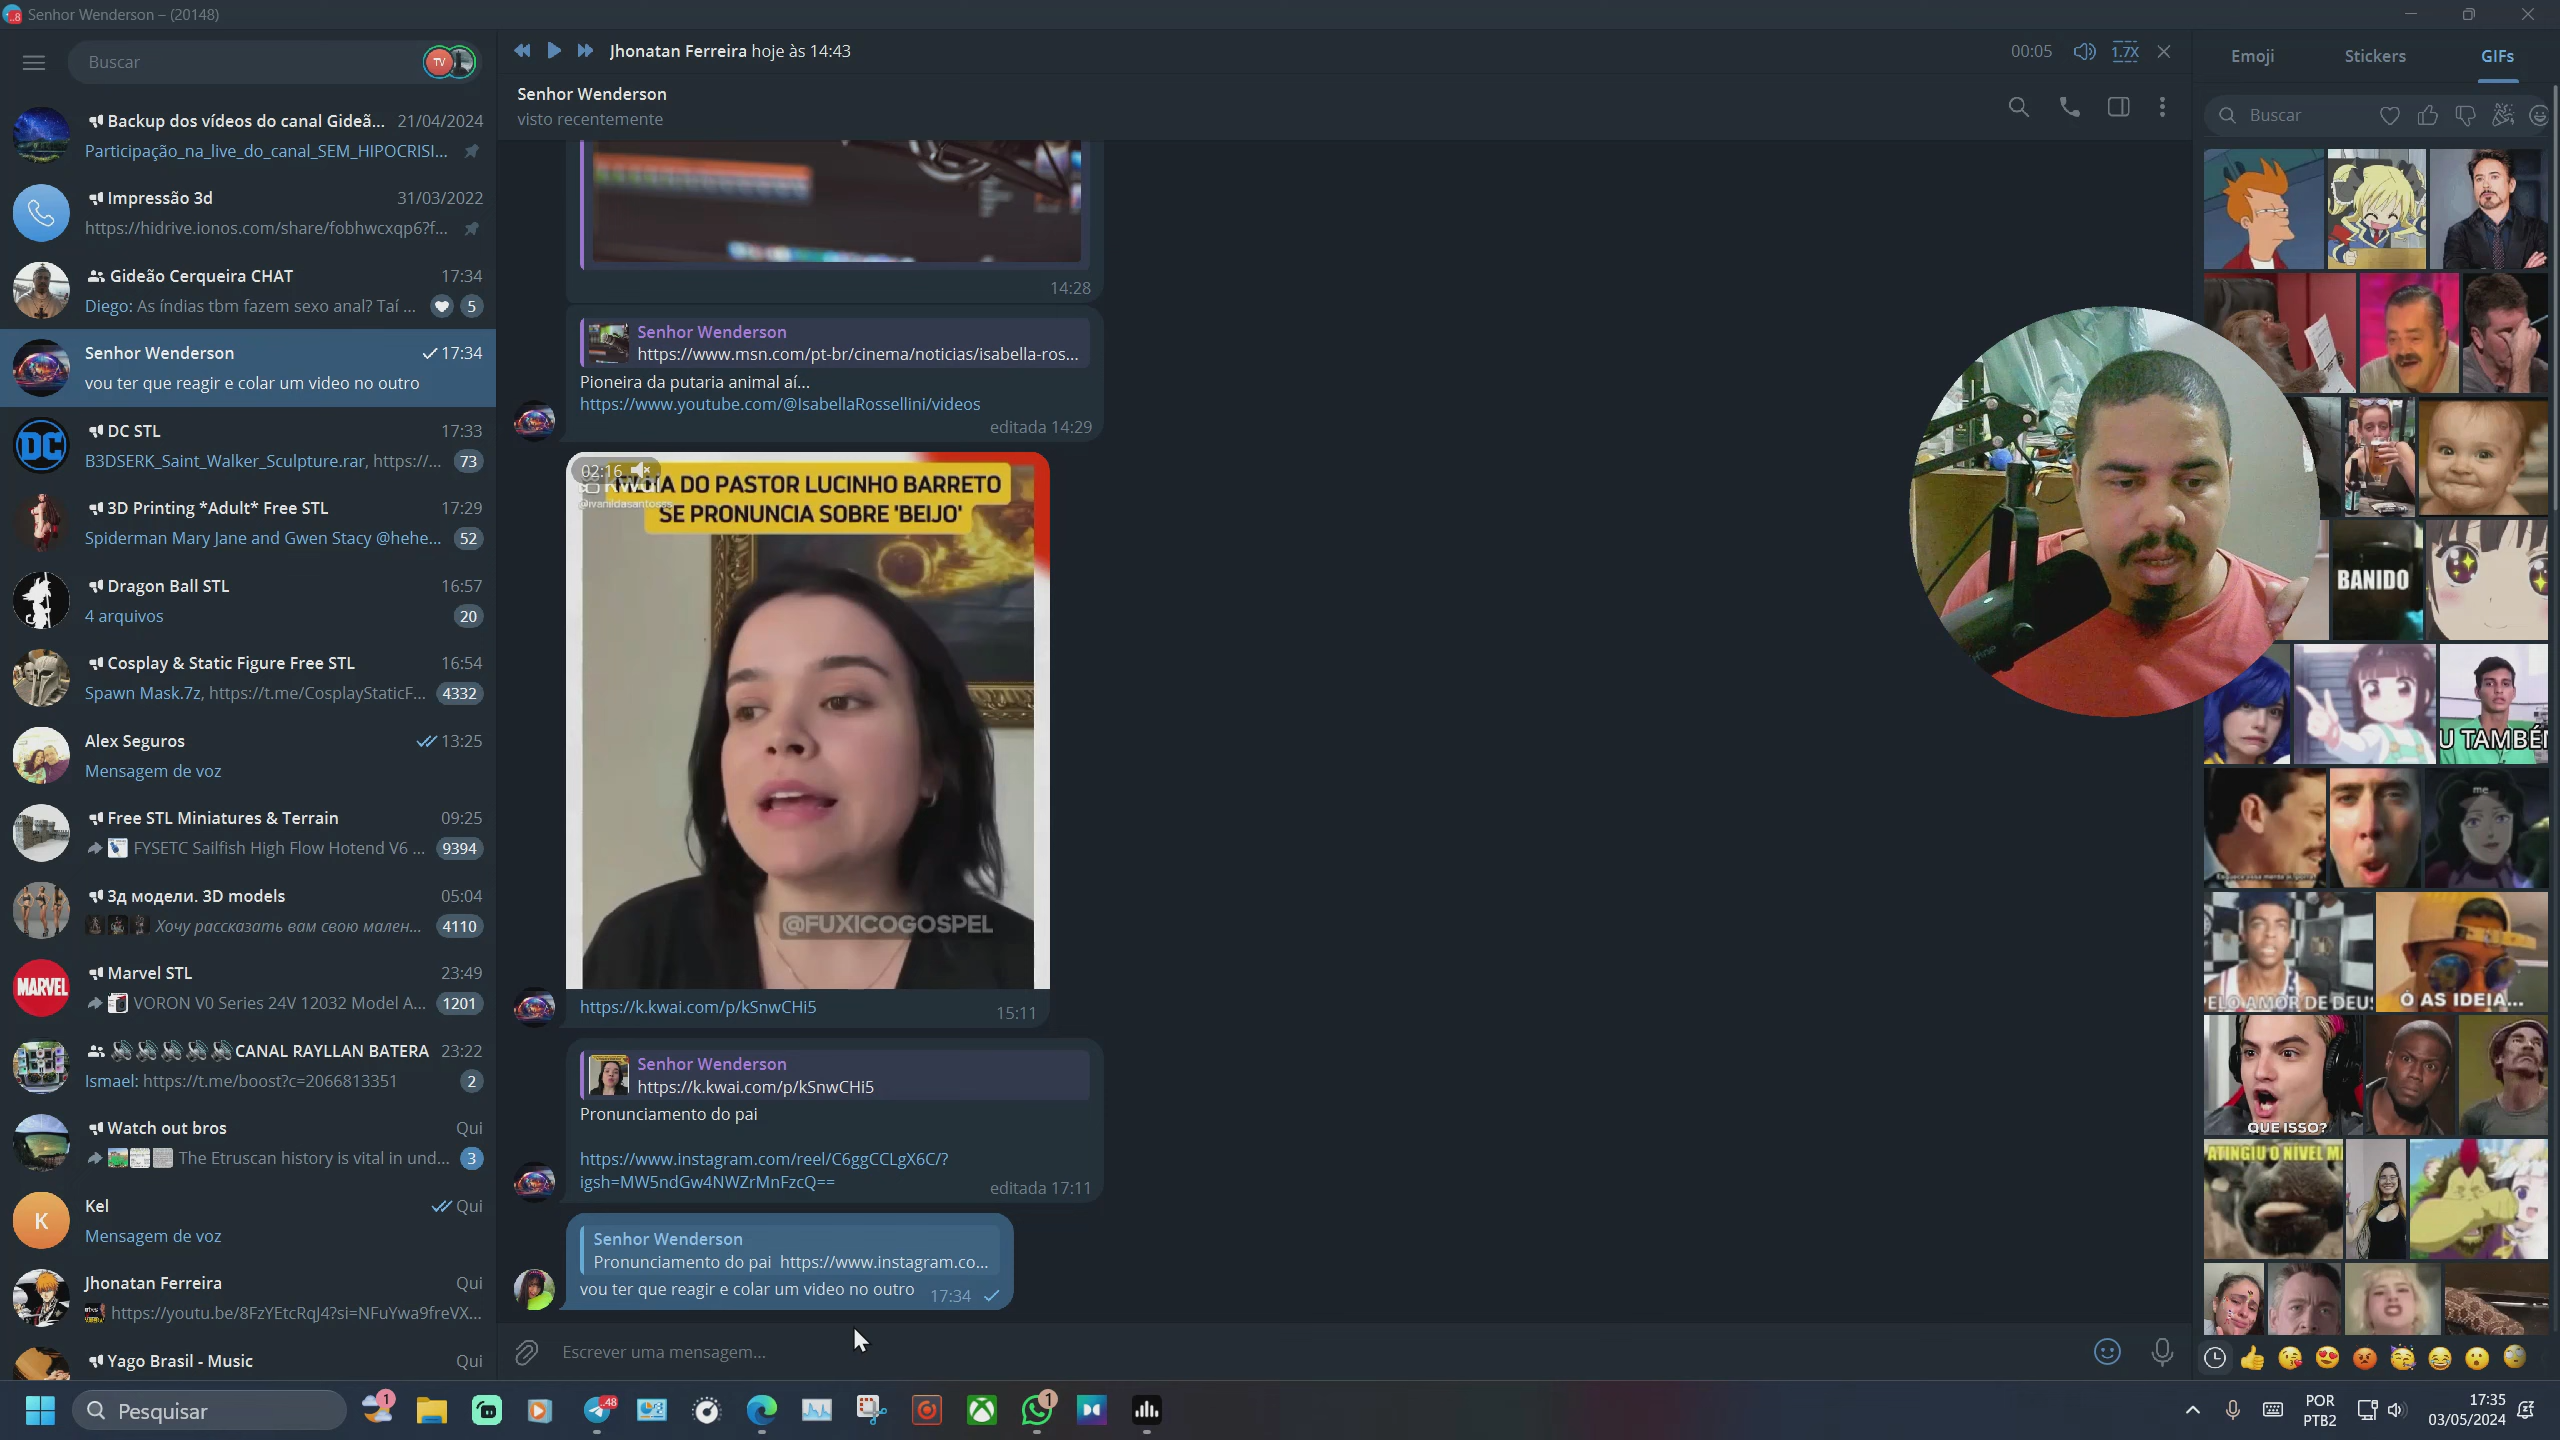 Senhor Wenderson – (20148)
Buscar
TV
Backup dos vídeos do canal Gideã... 21/04/2024
Participação_na_live_do_canal_SEM_HIPOCRISI...
Impressão 3d 31/03/2022
https://hidrive.ionos.com/share/fobhwcxqp6?f...
Gideão Cerqueira CHAT 17:34
Diego: As índias tbm fazem sexo anal? Taí ... 5
Senhor Wenderson 17:34
vou ter que reagir e colar um video no outro
DC
DC STL 17:33
B3DSERK_Saint_Walker_Sculpture.rar, https://... 73
3D Printing *Adult* Free STL 17:29
Spiderman Mary Jane and Gwen Stacy @hehe... 52
Dragon Ball STL 16:57
4 arquivos 20
Cosplay & Static Figure Free STL 16:54
Spawn Mask.7z, https://t.me/CosplayStaticF... 4332
Alex Seguros 13:25
Mensagem de voz
Free STL Miniatures & Terrain 09:25
FYSETC Sailfish High Flow Hotend V6 ... 9394
3д модели. 3D models 05:04
Хочу рассказать вам свою мален... 4110
MARVEL
Marvel STL 23:49
VORON V0 Series 24V 12032 Model A... 1201
CANAL RAYLLAN BATERA 23:22
Ismael: https://t.me/boost?c=2066813351 2
Watch out bros Qui
The Etruscan history is vital in und... 3
K
Kel Qui
Mensagem de voz
Jhonatan Ferreira Qui
https://youtu.be/8FzYEtcRqJ4?si=NFuYwa9freVX...
Yago Brasil - Music Qui
Jhonatan Ferreira hoje às 14:43
00:05 1.7X
Senhor Wenderson
visto recentemente
14:28
Senhor Wenderson
https://www.msn.com/pt-br/cinema/noticias/isabella-ros...
Pioneira da putaria animal aí...
https://www.youtube.com/@IsabellaRossellini/videos
editada 14:29
02:16
DO PASTOR LUCINHO BARRETO
SE PRONUNCIA SOBRE 'BEIJO'
@FUXICOGOSPEL
https://k.kwai.com/p/kSnwCHi5
15:11
Senhor Wenderson
https://k.kwai.com/p/kSnwCHi5
Pronunciamento do pai
https://www.instagram.com/reel/C6ggCCLgX6C/?
igsh=MW5ndGw4NWZrMnFzcQ==
editada 17:11
Senhor Wenderson
Pronunciamento do pai https://www.instagram.co...
vou ter que reagir e colar um video no outro 17:34
Escrever uma mensagem...
Emoji Stickers GIFs
Buscar
BANIDO
U TAMBÉ
me
ELO AMOR DE DEUS
Ó AS IDEIA...
QUE ISSO?
ATINGIU O NÍVEL
Pesquisar
1
.48
1
POR
PTB2
17:35
03/05/2024